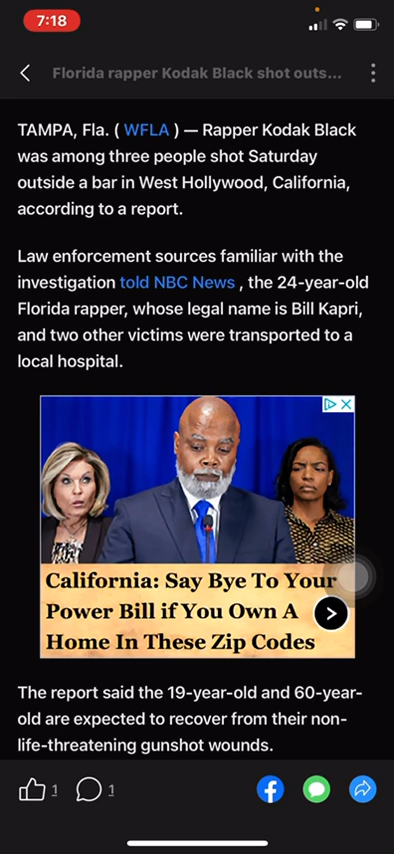 7:18
Florida rapper Kodak Black shot outs...
TAMPA, Fla. ( WFLA ) — Rapper Kodak Black
was among three people shot Saturday
outside a bar in West Hollywood, California,
according to a report.
Law enforcement sources familiar with the
investigation told NBC News , the 24-year-old
Florida rapper, whose legal name is Bill Kapri,
and two other victims were transported to a
local hospital.
California: Say Bye To Your
Power Bill if You Own A
Home In These Zip Codes
The report said the 19-year-old and 60-year-
old are expected to recover from their non-
life-threatening gunshot wounds.
1 1